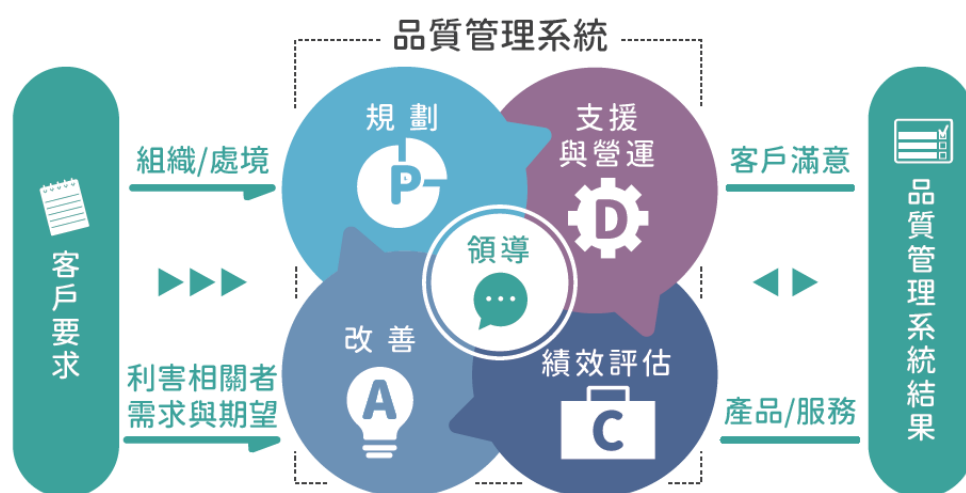 品質管理系統
客戶要求
組織/處境
利害相關者
需求與期望
規劃
P
支援
與營運
D
領導
改善
A
績效評估
C
客戶滿意
產品/服務
品質管理系統結果